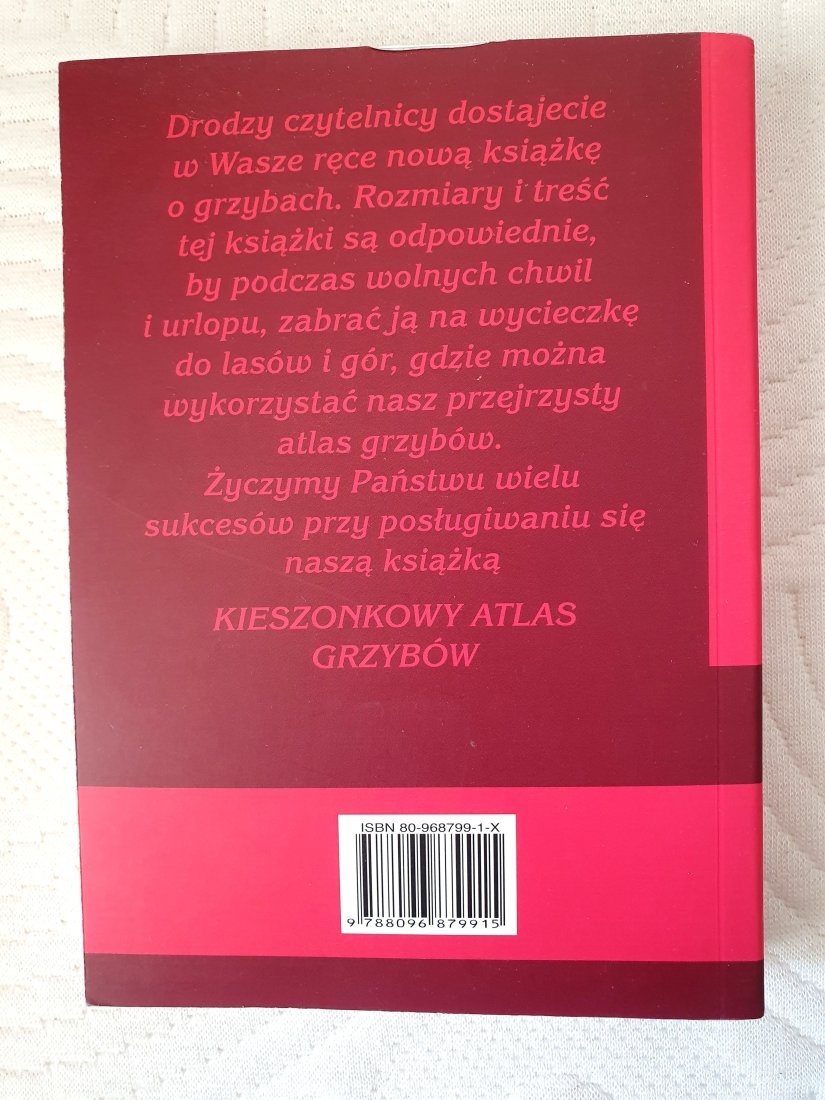 Drodzy czytelnicy dostajecie
w Wasze ręce nową książkę
o grzybach. Rozmiary i treść
tej książki są odpowiednie,
by podczas wolnych chwil
i urlopu, zabrać ją na wycieczkę
do lasów i gór, gdzie można
wykorzystać nasz przejrzysty
atlas grzybów.
Życzymy Państwu wielu
sukcesów przy posługiwaniu się
naszą książką
KIESZONKOWY ATLAS
GRZYBÓW
ISBN 80-968799-1-X
9 788096 879915